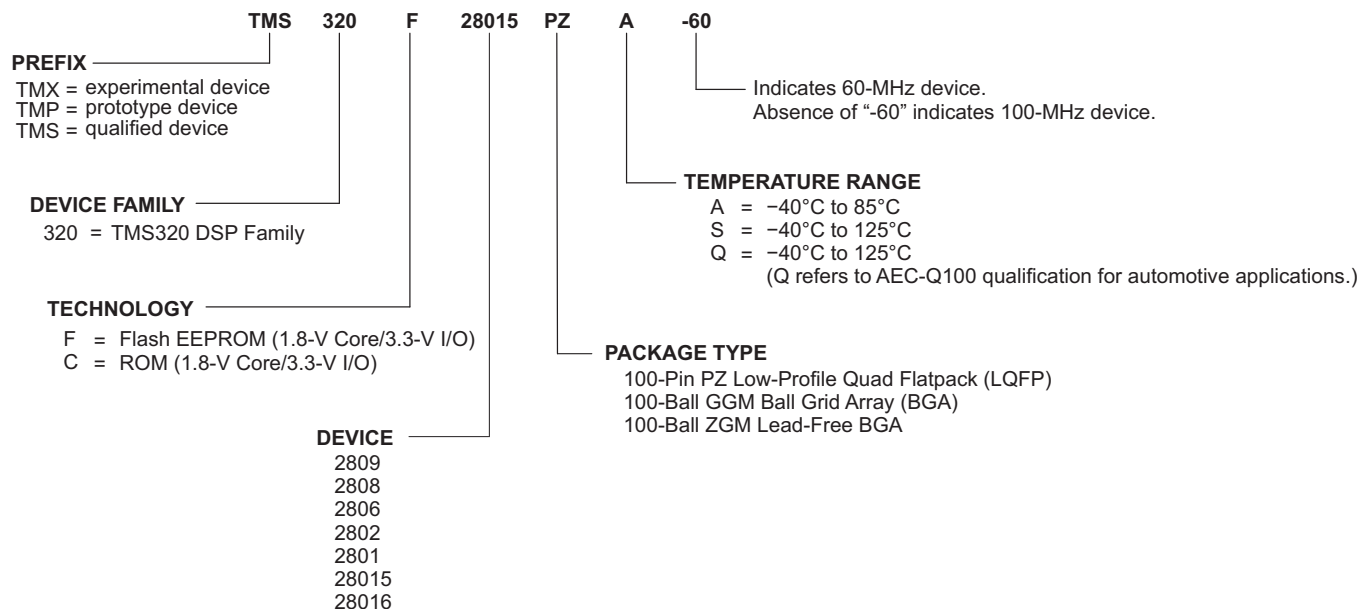 TMS 320 F 28015 PZ A -60
PREFIX
TMX = experimental device
TMP = prototype device
TMS = qualified device
Indicates 60-MHz device.
Absence of “-60” indicates 100-MHz device.
DEVICE FAMILY
320 = TMS320 DSP Family
TEMPERATURE RANGE
A = −40°C to 85°C
S = −40°C to 125°C
Q = −40°C to 125°C
(Q refers to AEC-Q100 qualification for automotive applications.)
TECHNOLOGY
F = Flash EEPROM (1.8-V Core/3.3-V I/O)
C = ROM (1.8-V Core/3.3-V I/O)
PACKAGE TYPE
100-Pin PZ Low-Profile Quad Flatpack (LQFP)
100-Ball GGM Ball Grid Array (BGA)
100-Ball ZGM Lead-Free BGA
DEVICE
2809
2808
2806
2802
2801
28015
28016